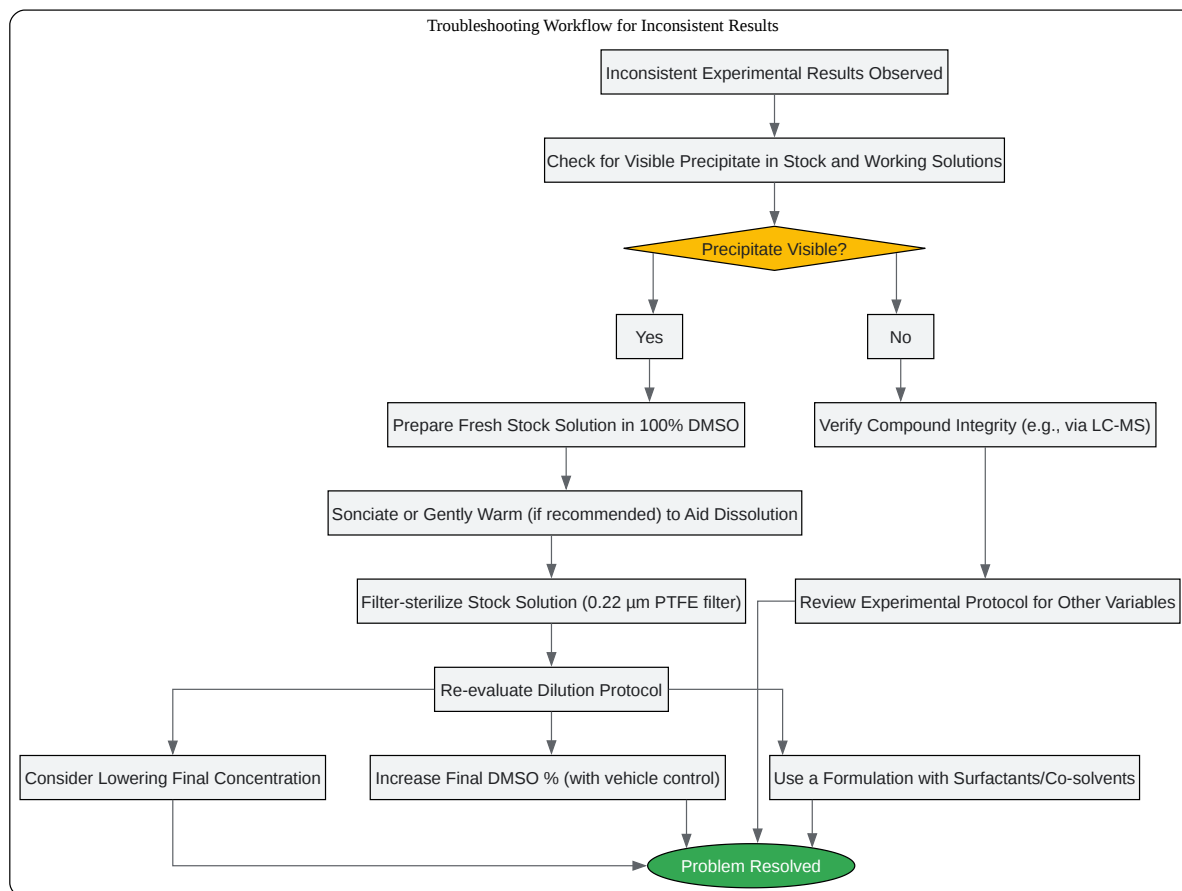 Troubleshooting Workflow for Inconsistent Results
Inconsistent Experimental Results Observed
Check for Visible Precipitate in Stock and Working Solutions
Precipitate Visible?
Yes
No
Prepare Fresh Stock Solution in 100% DMSO
Verify Compound Integrity (e.g., via LC-MS)
Sonciate or Gently Warm (if recommended) to Aid Dissolution
Filter-sterilize Stock Solution (0.22 µm PTFE filter)
Review Experimental Protocol for Other Variables
Re-evaluate Dilution Protocol
Consider Lowering Final Concentration
Increase Final DMSO % (with vehicle control)
Use a Formulation with Surfactants/Co-solvents
Problem Resolved